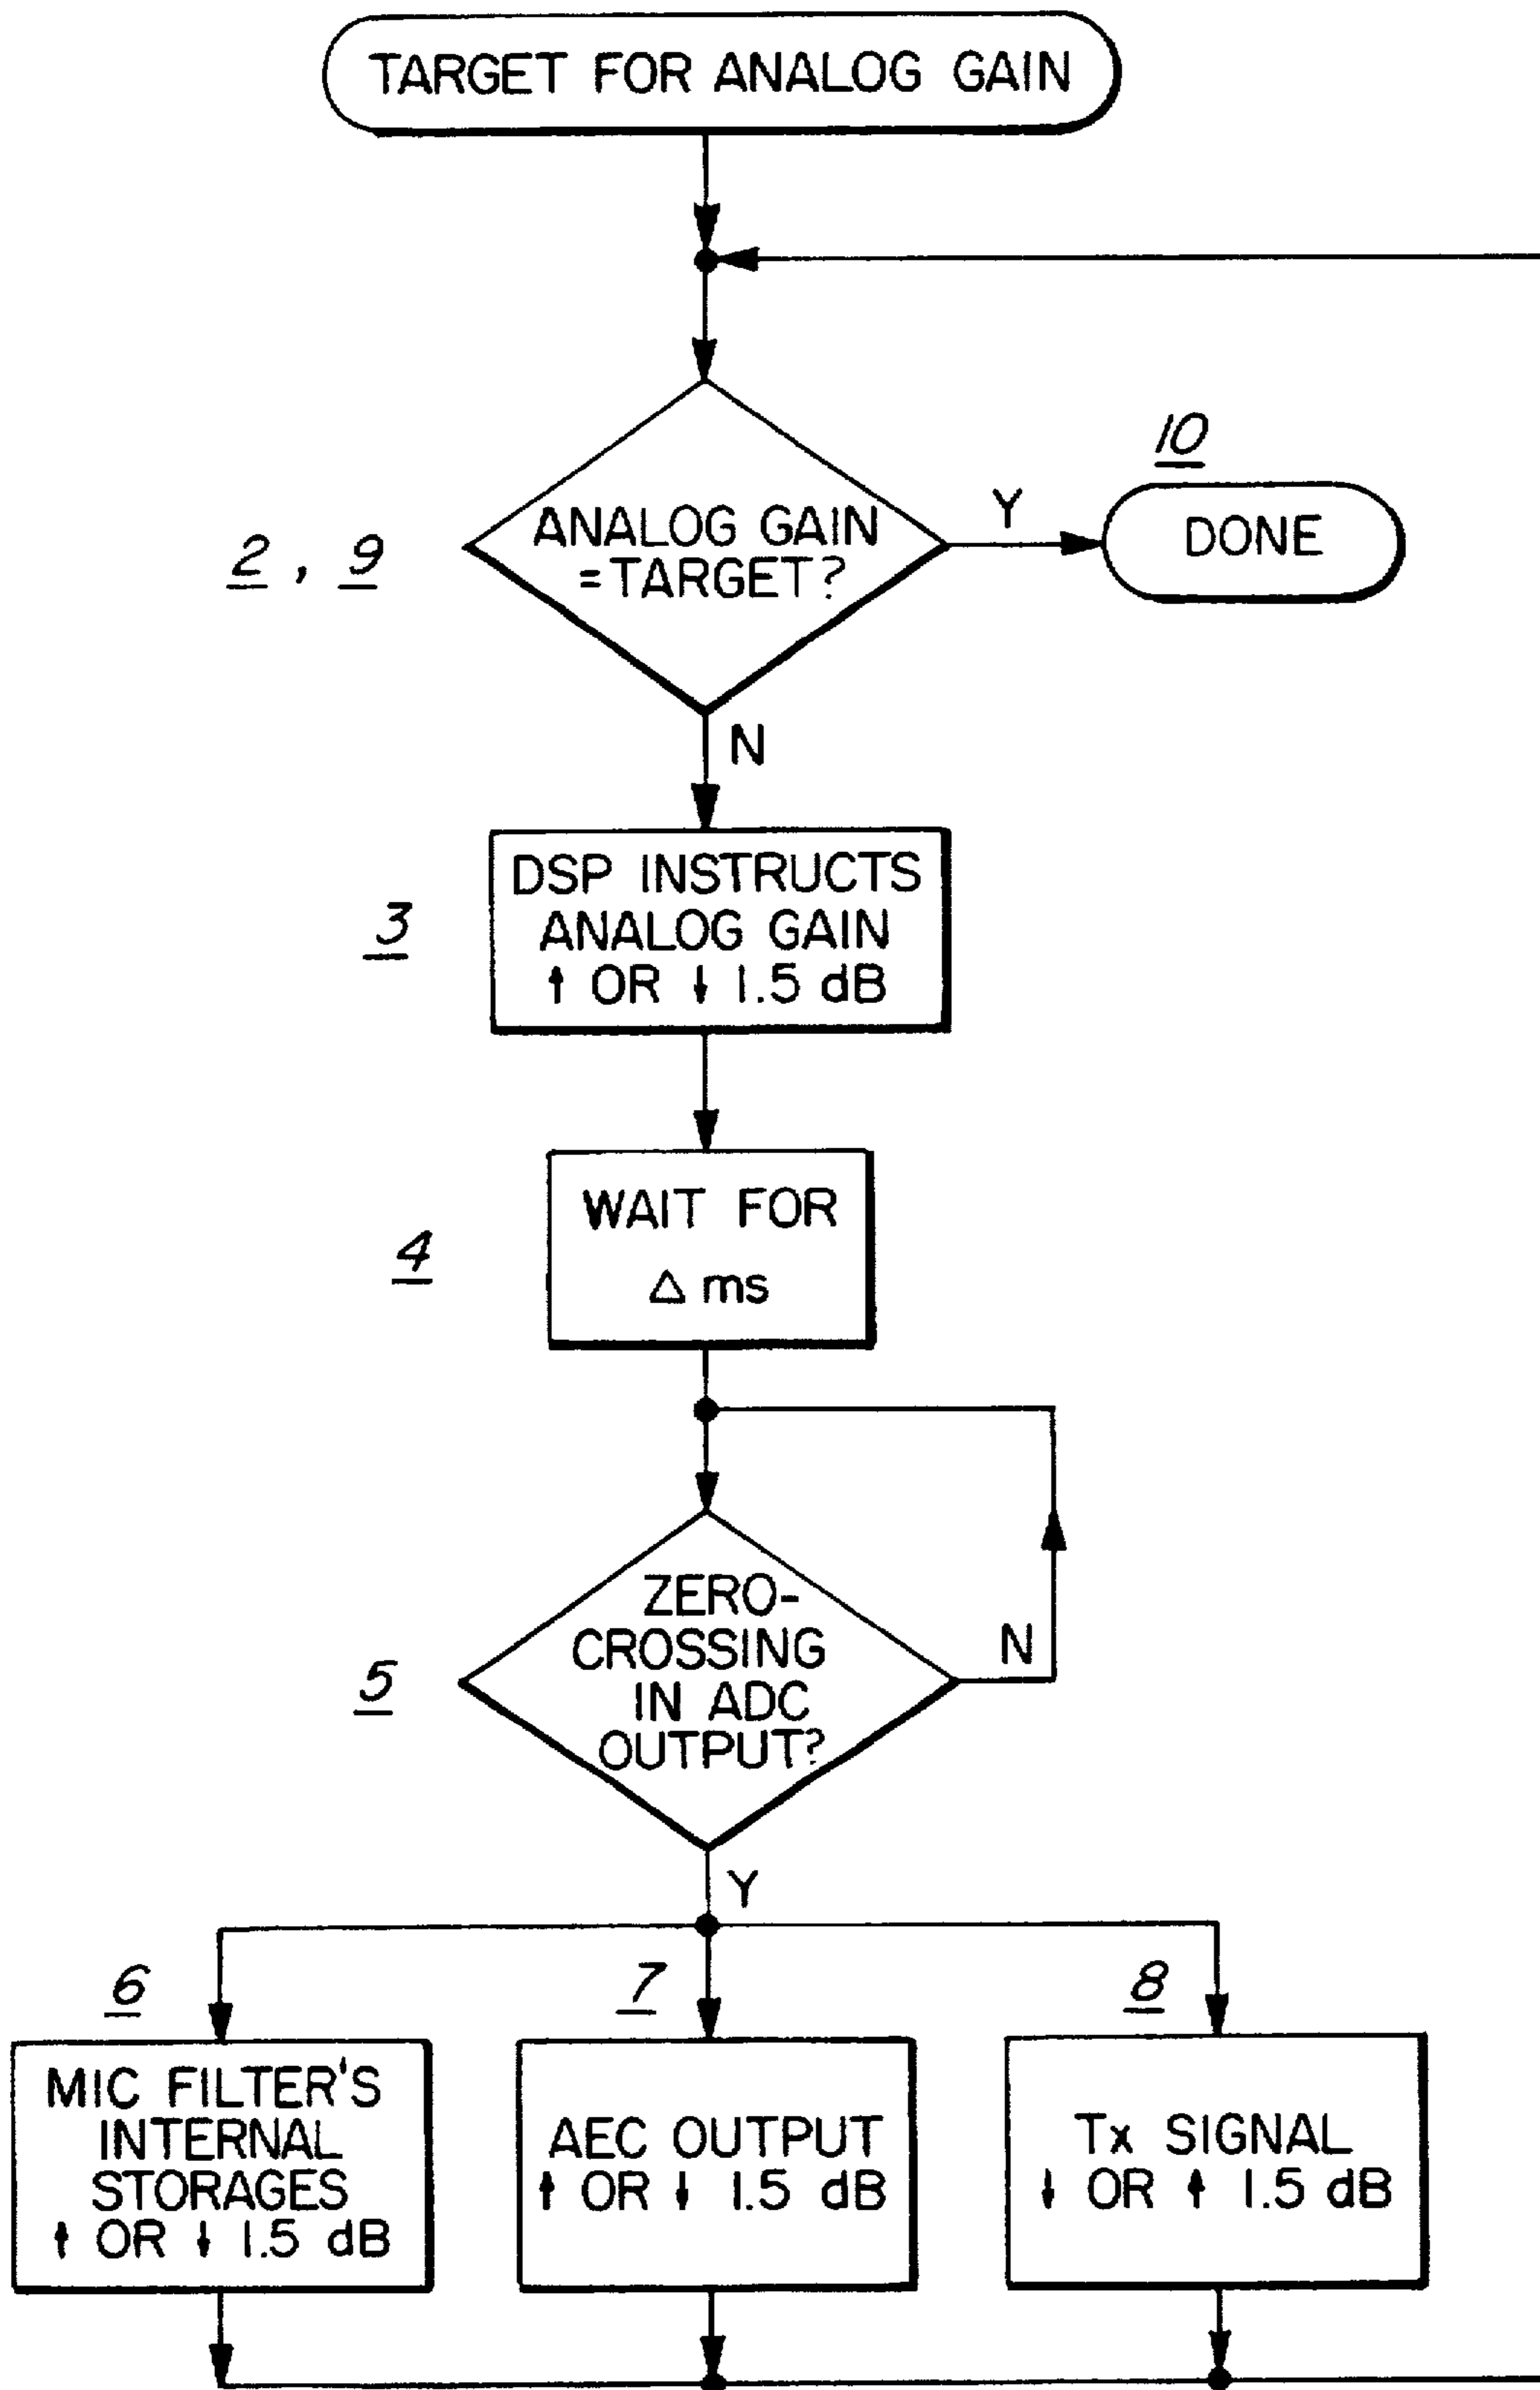 TARGET FOR ANALOG GAIN
10
ANALOG GAIN
=TARGET?
Y
DONE
2, 9
N
3
DSP INSTRUCTS
ANALOG GAIN
↑ OR ↓ 1.5 dB
4
WAIT FOR
△ ms
5
ZERO-
CROSSING
IN ADC
OUTPUT?
N
Y
6
MIC FILTER'S
INTERNAL
STORAGES
↑ OR ↓ 1.5 dB
7
AEC OUTPUT
↑ OR ↓ 1.5 dB
8
Tx SIGNAL
↓ OR ↑ 1.5 dB